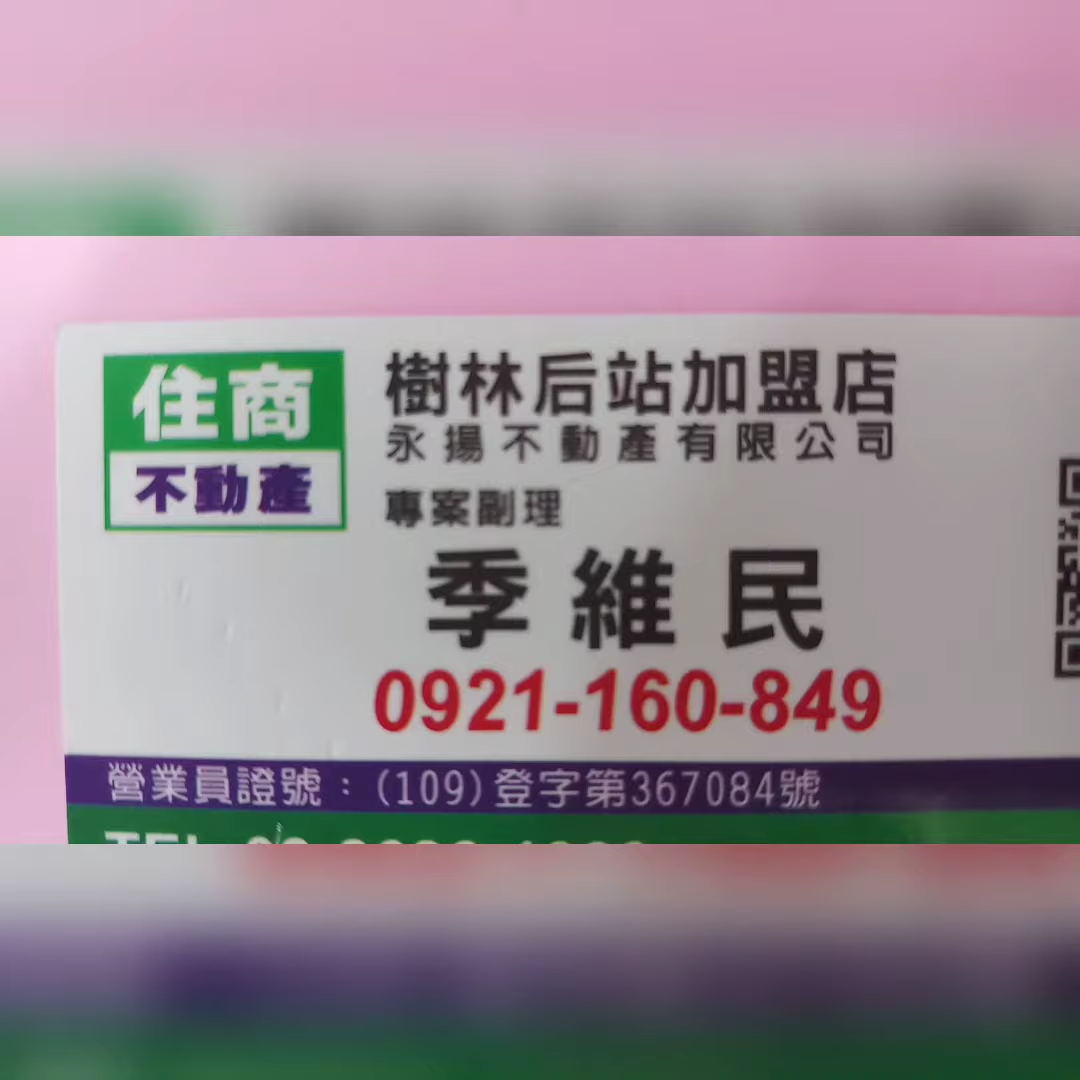 住商
不動產
樹林后站加盟店
永揚不動產有限公司
專案副理
季維民
0921-160-849
營業員證號：(109)登字第367084號
TEL